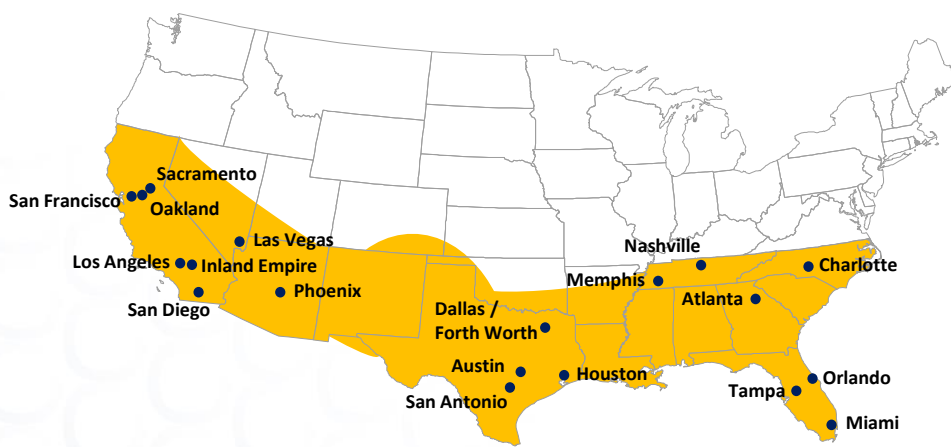 Sacramento
San Francisco
Oakland
Las Vegas
Nashville
Los Angeles
Inland Empire
Memphis
Charlotte
Phoenix
Atlanta
San Diego
Dallas /
Forth Worth
Austin
Houston
Orlando
San Antonio
Tampa
Miami